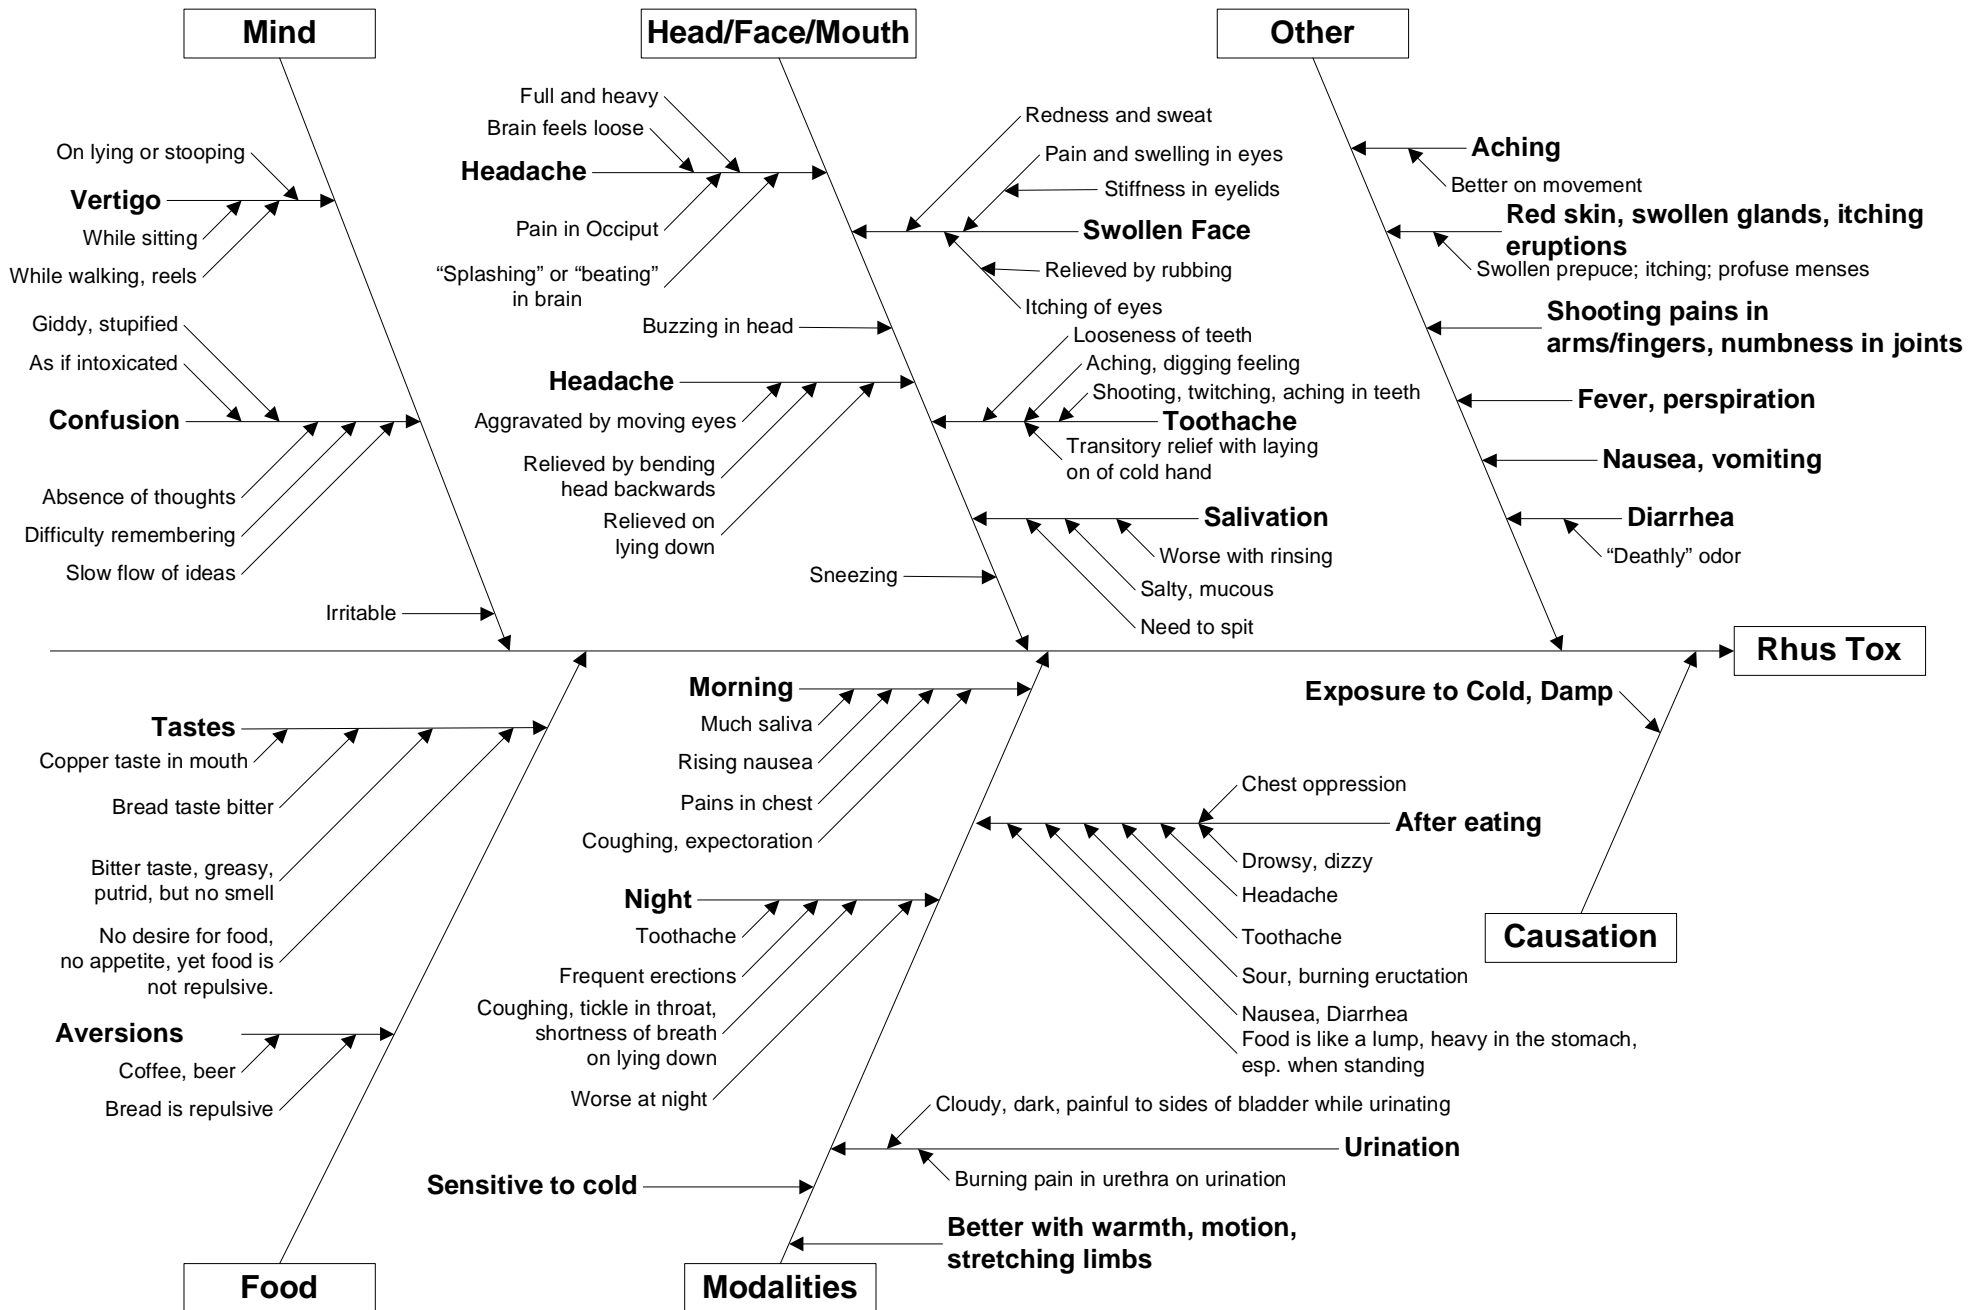 Mind
Head/Face/Mouth
Other
On lying or stooping
Vertigo
While sitting
While walking, reels
Giddy, stupified
As if intoxicated
Confusion
Absence of thoughts
Difficulty remembering
Slow flow of ideas
Irritable
Full and heavy
Brain feels loose
Headache
Pain in Occiput
“Splashing” or “beating”
in brain
Buzzing in head
Headache
Aggravated by moving eyes
Relieved by bending
head backwards
Relieved on
lying down
Sneezing
Redness and sweat
Pain and swelling in eyes
Stiffness in eyelids
Swollen Face
Relieved by rubbing
Itching of eyes
Looseness of teeth
Aching, digging feeling
Shooting, twitching, aching in teeth
Toothache
Transitory relief with laying
on of cold hand
Salivation
Worse with rinsing
Salty, mucous
Need to spit
Aching
Better on movement
Red skin, swollen glands, itching
eruptions
Swollen prepuce; itching; profuse menses
Shooting pains in
arms/fingers, numbness in joints
Fever, perspiration
Nausea, vomiting
Diarrhea
“Deathly” odor
Rhus Tox
Tastes
Copper taste in mouth
Bread taste bitter
Bitter taste, greasy,
putrid, but no smell
No desire for food,
no appetite, yet food is
not repulsive.
Aversions
Coffee, beer
Bread is repulsive
Food
Morning
Much saliva
Rising nausea
Pains in chest
Coughing, expectoration
Night
Toothache
Frequent erections
Coughing, tickle in throat,
shortness of breath
on lying down
Worse at night
Sensitive to cold
Chest oppression
After eating
Drowsy, dizzy
Headache
Toothache
Sour, burning eructation
Nausea, Diarrhea
Food is like a lump, heavy in the stomach,
esp. when standing
Cloudy, dark, painful to sides of bladder while urinating
Urination
Burning pain in urethra on urination
Better with warmth, motion,
stretching limbs
Modalities
Exposure to Cold, Damp
Causation